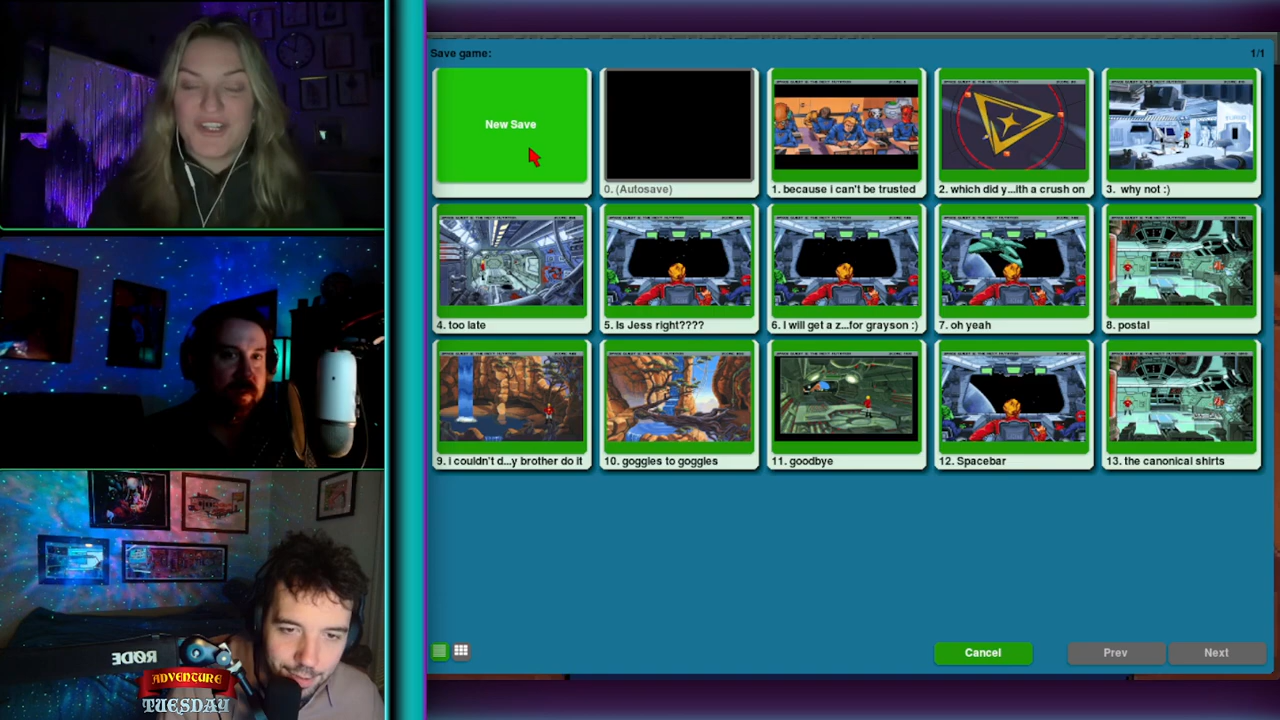 Save game:
1/1
New Save
0. (Autosave)
1. because i can't be trusted
2. which did y...ith a crush on
3. why not :)
4. too late
5. Is Jess right????
6. I will get a z...for grayson :)
7. oh yeah
8. postal
9. i couldn't d...y brother do it
10. goggles to goggles
11. goodbye
12. Spacebar
13. the canonical shirts
Cancel
Prev
Next
RØDE
ADVENTURE
TUESDAY